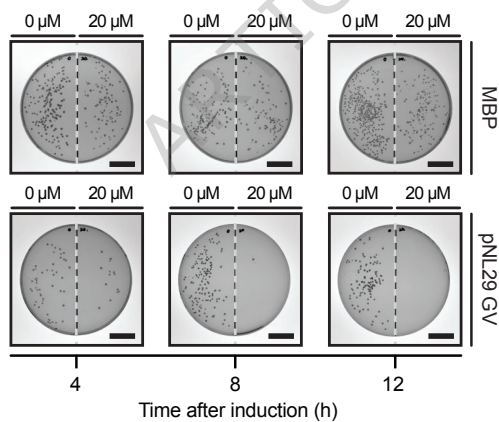 0 µM 20 µM 0 µM 20 µM 0 µM 20 µM
MBP
0 µM 20 µM 0 µM 20 µM 0 µM 20 µM
pNL29 GV
4 8 12
Time after induction (h)